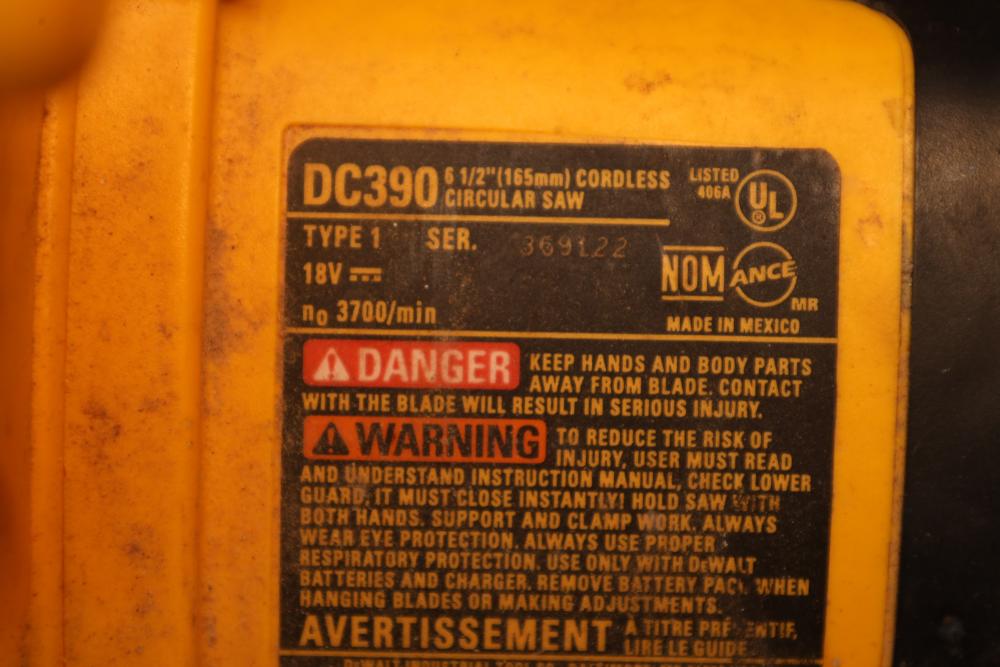 DC390 6 1/2"(165mm) CORDLESS
CIRCULAR SAW
LISTED
406A
UL
®
TYPE 1 SER. 369122
18V ⎓
NOM ANCE
MR
n₀ 3700/min
MADE IN MEXICO
DANGER KEEP HANDS AND BODY PARTS
AWAY FROM BLADE. CONTACT
WITH THE BLADE WILL RESULT IN SERIOUS INJURY.
WARNING TO REDUCE THE RISK OF
INJURY, USER MUST READ
AND UNDERSTAND INSTRUCTION MANUAL, CHECK LOWER
GUARD, IT MUST CLOSE INSTANTLY! HOLD SAW WITH
BOTH HANDS. SUPPORT AND CLAMP WORK. ALWAYS
WEAR EYE PROTECTION. ALWAYS USE PROPER
RESPIRATORY PROTECTION. USE ONLY WITH DEWALT
BATTERIES AND CHARGER. REMOVE BATTERY PACK WHEN
HANGING BLADES OR MAKING ADJUSTMENTS.
AVERTISSEMENT À TITRE PRÉVENTIF,
LIRE LE GUIDE